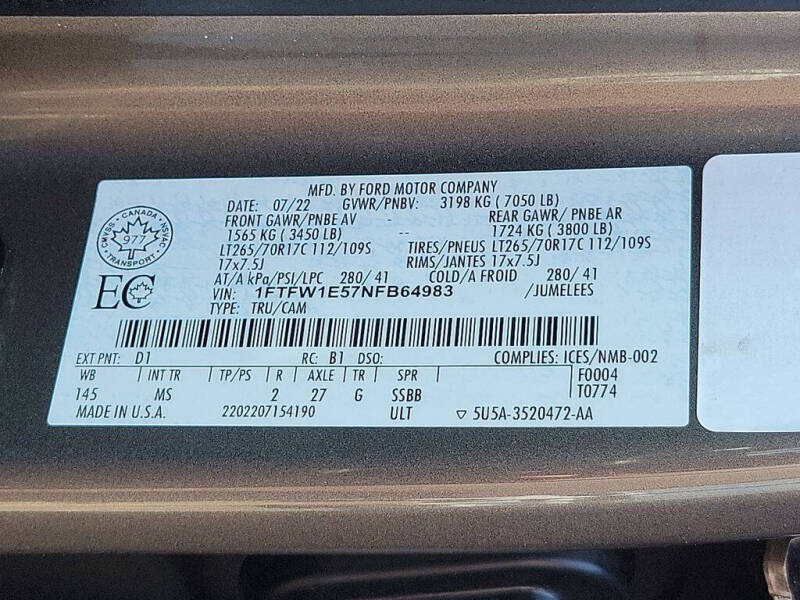 MFD. BY FORD MOTOR COMPANY
DATE: 07/22 GVWR/PNBV: 3198 KG ( 7050 LB)
FRONT GAWR/PNBE AV - REAR GAWR/ PNBE AR
1565 KG ( 3450 LB) -- 1724 KG ( 3800 LB)
LT265/70R17C 112/109S TIRES/PNEUS LT265/70R17C 112/109S
17x7.5J RIMS/JANTES 17x7.5J
AT/A kPa/PSI/LPC 280/ 41 COLD/A FROID 280/ 41
VIN: 1FTFW1E57NFB64983 /JUMELEES
TYPE: TRU/CAM
CANADA
CMVSS NSVAC
977
TRANSPORT
EC
EXT PNT: D1 RC: B1 DSO: COMPLIES: ICES/NMB-002
WB INT TR TP/PS R AXLE TR SPR F0004
145 MS 2 27 G SSBB T0774
MADE IN U.S.A. 2202207154190 ULT ▽ 5U5A-3520472-AA